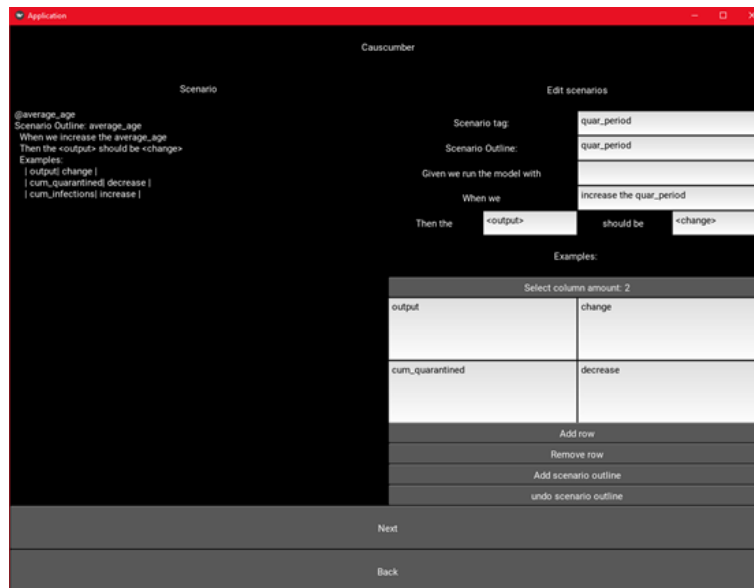 Application
Causcumber
Scenario
@average_age
Scenario Outline: average_age
When we increase the average_age
Then the <output> should be <change>
Examples:
| output| change |
| cum_quarantined| decrease |
| cum_infections| increase |
Edit scenarios
Scenario tag: quar_period
Scenario Outline: quar_period
Given we run the model with
When we increase the quar_period
Then the <output> should be <change>
Examples:
Select column amount: 2
output change
cum_quarantined decrease
Add row
Remove row
Add scenario outline
undo scenario outline
Next
Back